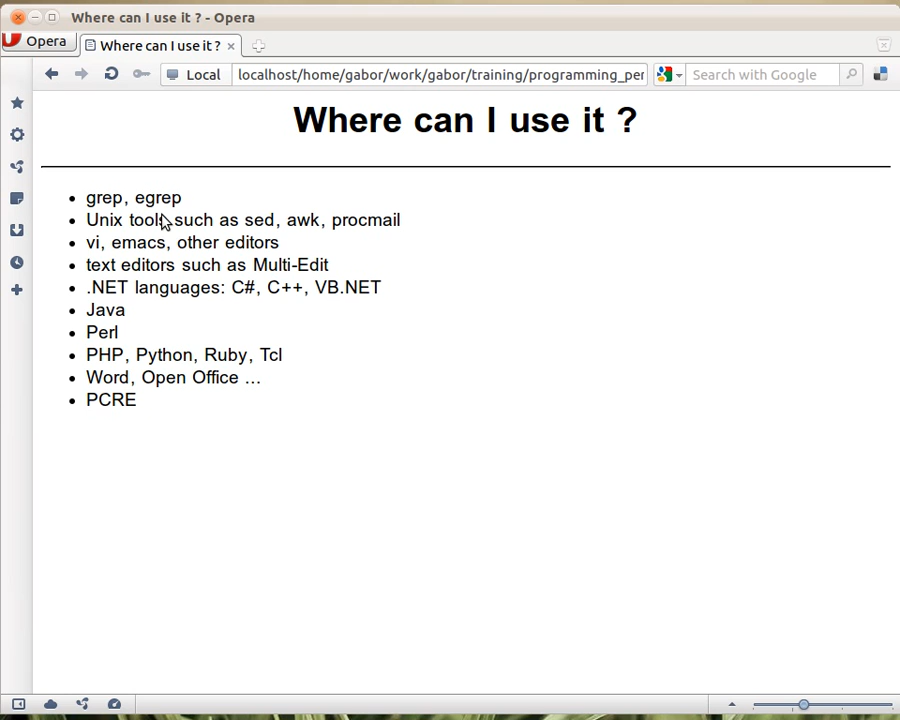 Where can I use it ? - Opera
Opera
Where can I use it ?
Local
localhost/home/gabor/work/gabor/training/programming_per
Search with Google
Where can I use it ?
grep, egrep
Unix tools such as sed, awk, procmail
vi, emacs, other editors
text editors such as Multi-Edit
.NET languages: C#, C++, VB.NET
Java
Perl
PHP, Python, Ruby, Tcl
Word, Open Office ...
PCRE